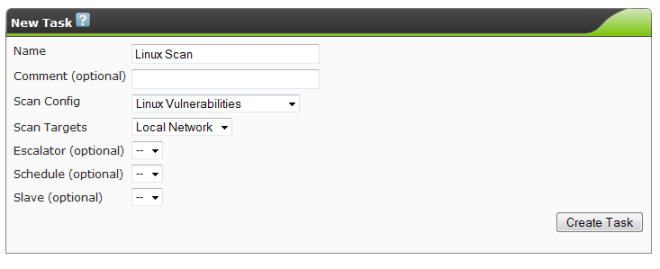 New Task ?
Name Linux Scan
Comment (optional)
Scan Config Linux Vulnerabilities
Scan Targets Local Network
Escalator (optional) --
Schedule (optional) --
Slave (optional) --
Create Task